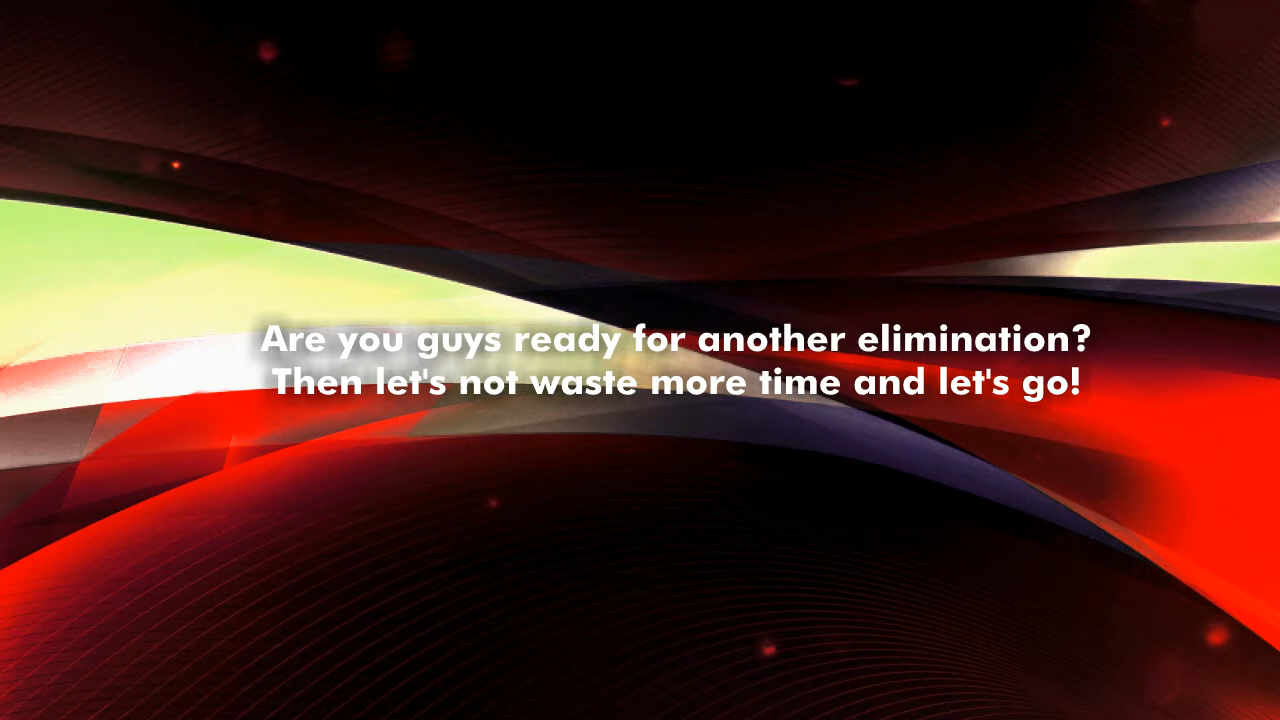 Are you guys ready for another elimination?
Then let's not waste more time and let's go!